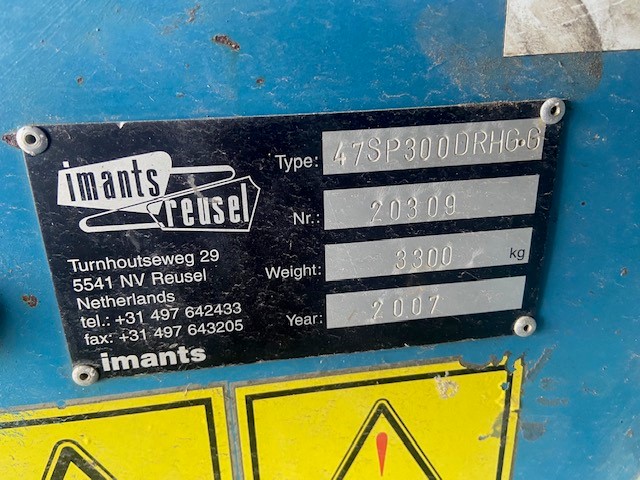 imants
reusel
Turnhoutseweg 29
5541 NV Reusel
Netherlands
tel.: +31 497 642433
fax: +31 497 643205
imants
Type: 47SP300DRHG.G
Nr.: 20309
Weight: 3300 kg
Year: 2007
!